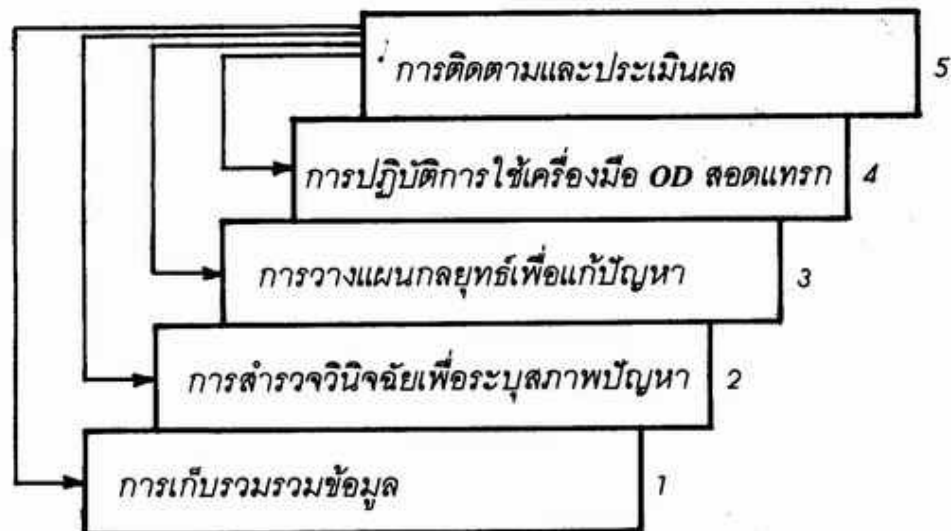 การติดตามและประเมินผล 5
การปฏิบัติการใช้เครื่องมือ OD สอดแทรก 4
การวางแผนกลยุทธ์เพื่อแก้ปัญหา 3
การสำรวจวินิจฉัยเพื่อระบุสภาพปัญหา 2
การเก็บรวมรวมข้อมูล 1